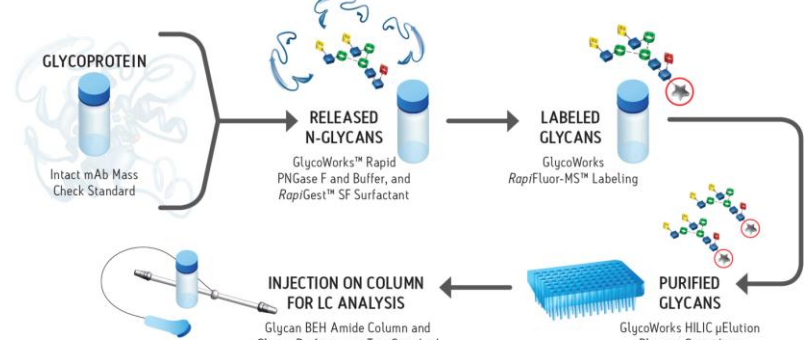 GLYCOPROTEIN
Intact mAb Mass
Check Standard
RELEASED
N-GLYCANS
GlycoWorks™ Rapid
PNGase F and Buffer, and
RapiGest™ SF Surfactant
LABELED
GLYCANS
GlycoWorks
RapiFluor-MS™ Labeling
PURIFIED
GLYCANS
GlycoWorks HILIC µElution
INJECTION ON COLUMN
FOR LC ANALYSIS
Glycan BEH Amide Column and